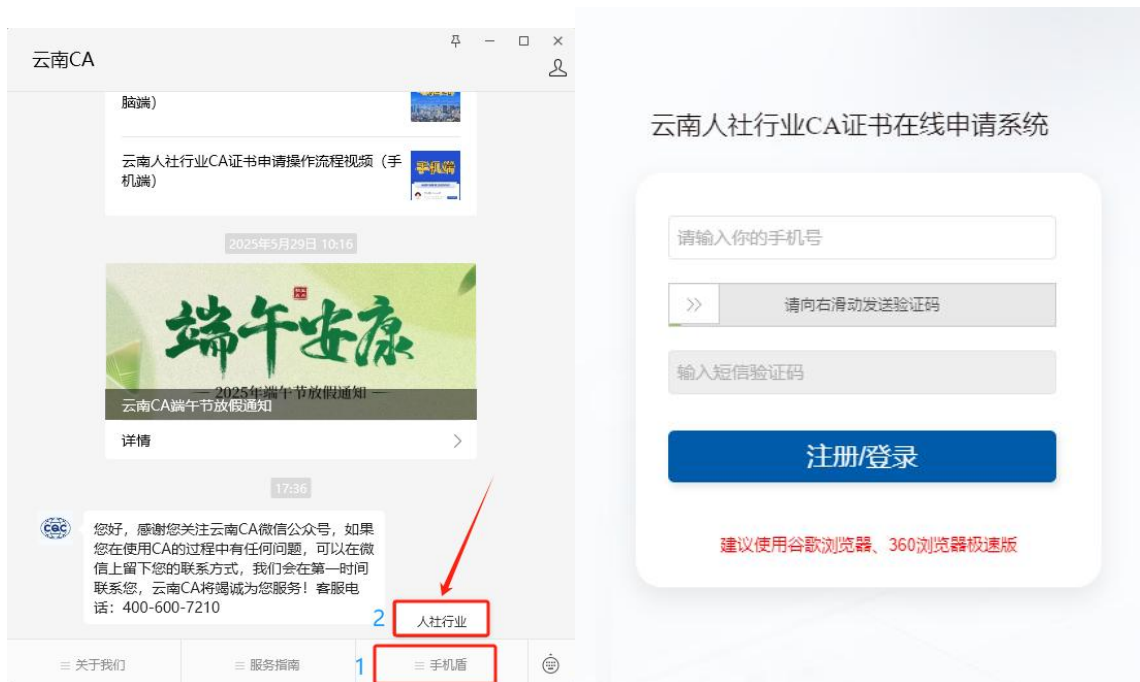 云南CA
脑端)
云南人社行业CA证书申请操作流程视频（手
机端）
手机端
2025年5月29日 10:16
端午安康
2025年端午节放假通知
云南CA端午节放假通知
详情
17:36
您好，感谢您关注云南CA微信公众号，如果
您在使用CA的过程中有任何问题，可以在微
信上留下您的联系方式，我们会在第一时间
联系您，云南CA将竭诚为您服务！客服电
话：400-600-7210
2
人社行业
关于我们
服务指南
1
手机盾
云南人社行业CA证书在线申请系统
请输入你的手机号
请向右滑动发送验证码
输入短信验证码
注册/登录
建议使用谷歌浏览器、360浏览器极速版